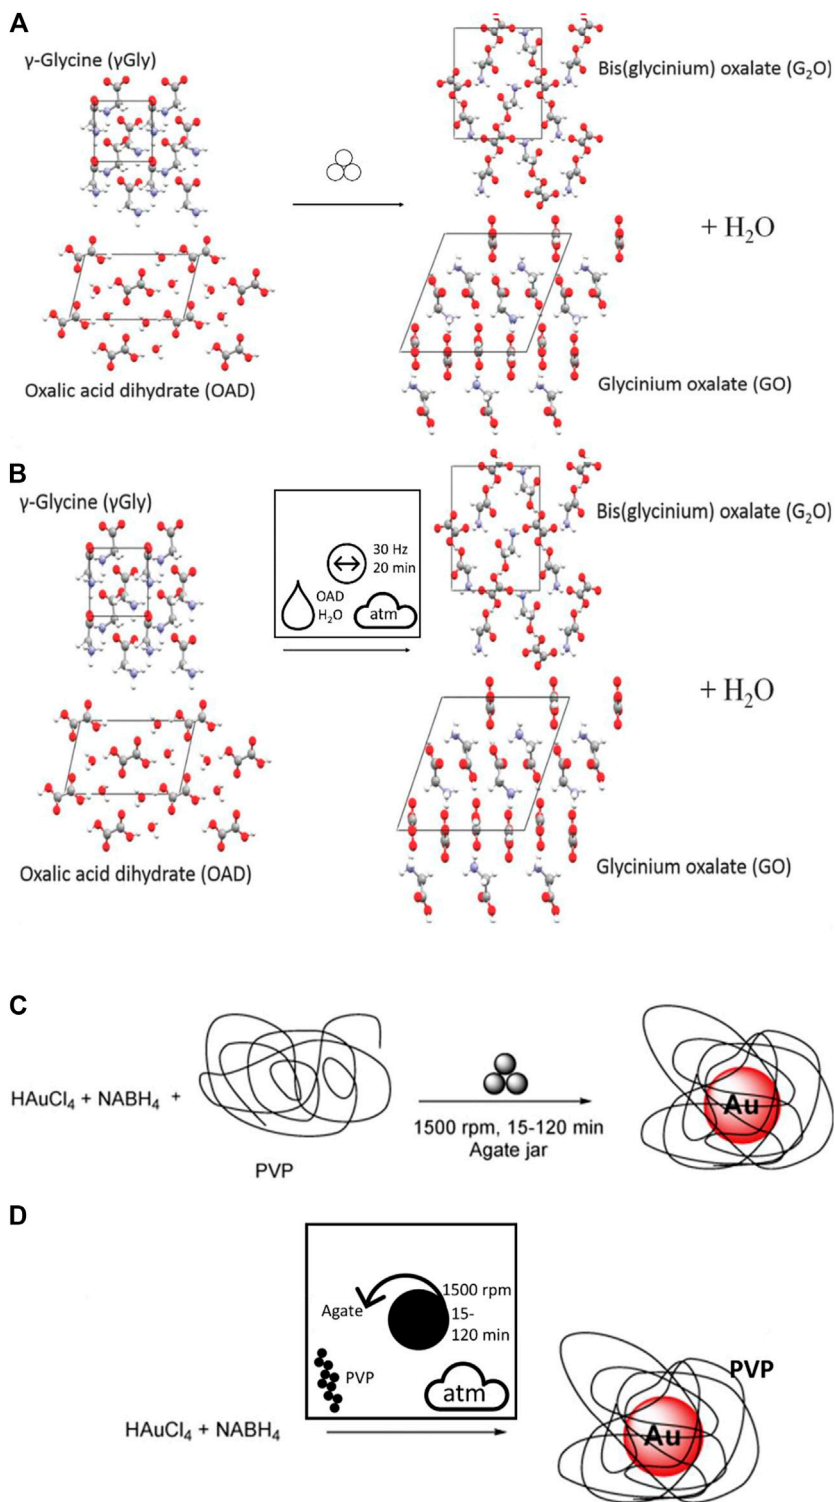 A
γ-Glycine (γGly)
Bis(glycinium) oxalate (G₂O)
+ H₂O
Oxalic acid dihydrate (OAD)
Glycinium oxalate (GO)
B
γ-Glycine (γGly)
30 Hz
20 min
OAD
H₂O
atm
Bis(glycinium) oxalate (G₂O)
+ H₂O
Oxalic acid dihydrate (OAD)
Glycinium oxalate (GO)
C
HAuCl₄ + NABH₄ +
PVP
1500 rpm, 15-120 min
Agate jar
Au
D
Agate
1500 rpm
15-
120 min
PVP
atm
HAuCl₄ + NABH₄
PVP
Au